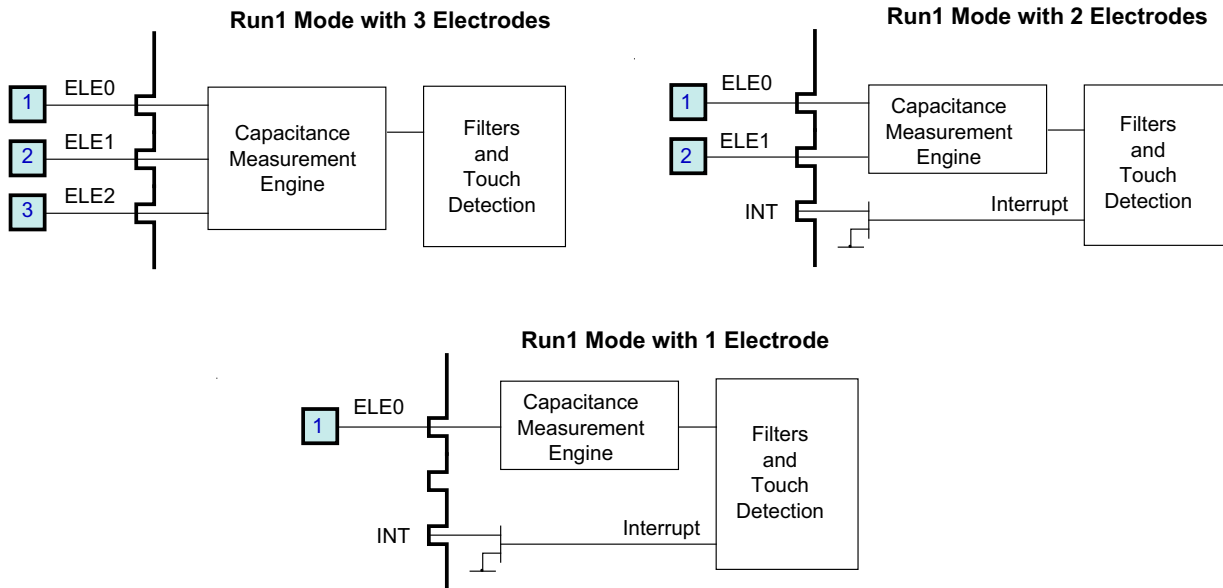 Run1 Mode with 3 Electrodes
ELE0
1
ELE1
2
ELE2
3
Capacitance
Measurement
Engine
Filters
and
Touch
Detection
Run1 Mode with 2 Electrodes
ELE0
1
ELE1
2
INT
Capacitance
Measurement
Engine
Interrupt
Filters
and
Touch
Detection
Run1 Mode with 1 Electrode
ELE0
1
INT
Capacitance
Measurement
Engine
Interrupt
Filters
and
Touch
Detection